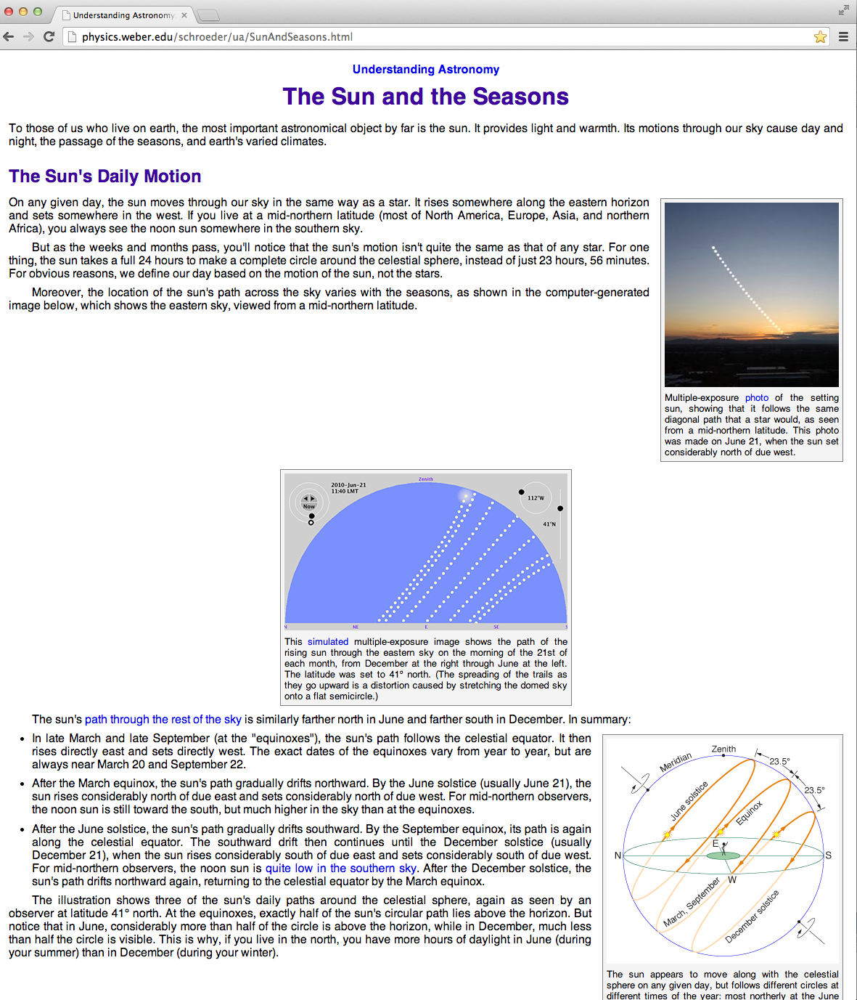 Understanding Astronomy
physics.weber.edu/schroeder/ua/SunAndSeasons.html
Understanding Astronomy
The Sun and the Seasons
To those of us who live on earth, the most important astronomical object by far is the sun. It provides light and warmth. Its motions through our sky cause day and
night, the passage of the seasons, and earth's varied climates.
The Sun's Daily Motion
On any given day, the sun moves through our sky in the same way as a star. It rises somewhere along the eastern horizon
and sets somewhere in the west. If you live at a mid-northern latitude (most of North America, Europe, Asia, and northern
Africa), you always see the noon sun somewhere in the southern sky.
But as the weeks and months pass, you'll notice that the sun's motion isn't quite the same as that of any star. For one
thing, the sun takes a full 24 hours to make a complete circle around the celestial sphere, instead of just 23 hours, 56 minutes.
For obvious reasons, we define our day based on the motion of the sun, not the stars.
Moreover, the location of the sun's path across the sky varies with the seasons, as shown in the computer-generated
image below, which shows the eastern sky, viewed from a mid-northern latitude.
Multiple-exposure photo of the setting
sun, showing that it follows the same
diagonal path that a star would, as seen
from a mid-northern latitude. This photo
was made on June 21, when the sun set
considerably north of due west.
Zenith
2010-Jun-21
11:40 LMT
Now
112°W
41°N
N
NE
E
SE
S
This simulated multiple-exposure image shows the path of the
rising sun through the eastern sky on the morning of the 21st of
each month, from December at the right through June at the left.
The latitude was set to 41° north. (The spreading of the trails as
they go upward is a distortion caused by stretching the domed sky
onto a flat semicircle.)
The sun's path through the rest of the sky is similarly farther north in June and farther south in December. In summary:
• In late March and late September (at the "equinoxes"), the sun's path follows the celestial equator. It then
rises directly east and sets directly west. The exact dates of the equinoxes vary from year to year, but are
always near March 20 and September 22.
• After the March equinox, the sun's path gradually drifts northward. By the June solstice (usually June 21), the
sun rises considerably north of due east and sets considerably north of due west. For mid-northern observers,
the noon sun is still toward the south, but much higher in the sky than at the equinoxes.
• After the June solstice, the sun's path gradually drifts southward. By the September equinox, its path is again
along the celestial equator. The southward drift then continues until the December solstice (usually
December 21), when the sun rises considerably south of due east and sets considerably south of due west.
For mid-northern observers, the noon sun is quite low in the southern sky. After the December solstice, the
sun's path drifts northward again, returning to the celestial equator by the March equinox.
The illustration shows three of the sun's daily paths around the celestial sphere, again as seen by an
observer at latitude 41° north. At the equinoxes, exactly half of the sun's circular path lies above the horizon. But
notice that in June, considerably more than half of the circle is above the horizon, while in December, much less
than half the circle is visible. This is why, if you live in the north, you have more hours of daylight in June (during
your summer) than in December (during your winter).
Zenith
Meridian
23.5°
23.5°
June solstice
Equinox
E
N
S
W
March, September
December solstice
The sun appears to move along with the celestial
sphere on any given day, but follows different circles at
different times of the year: most northerly at the June